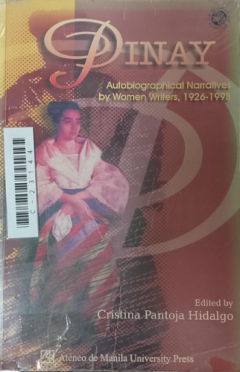 PINAY
Autobiographical Narratives
by Women Writers, 1926-1998
Edited by
Cristina Pantoja Hidalgo
Ateneo de Manila University Press